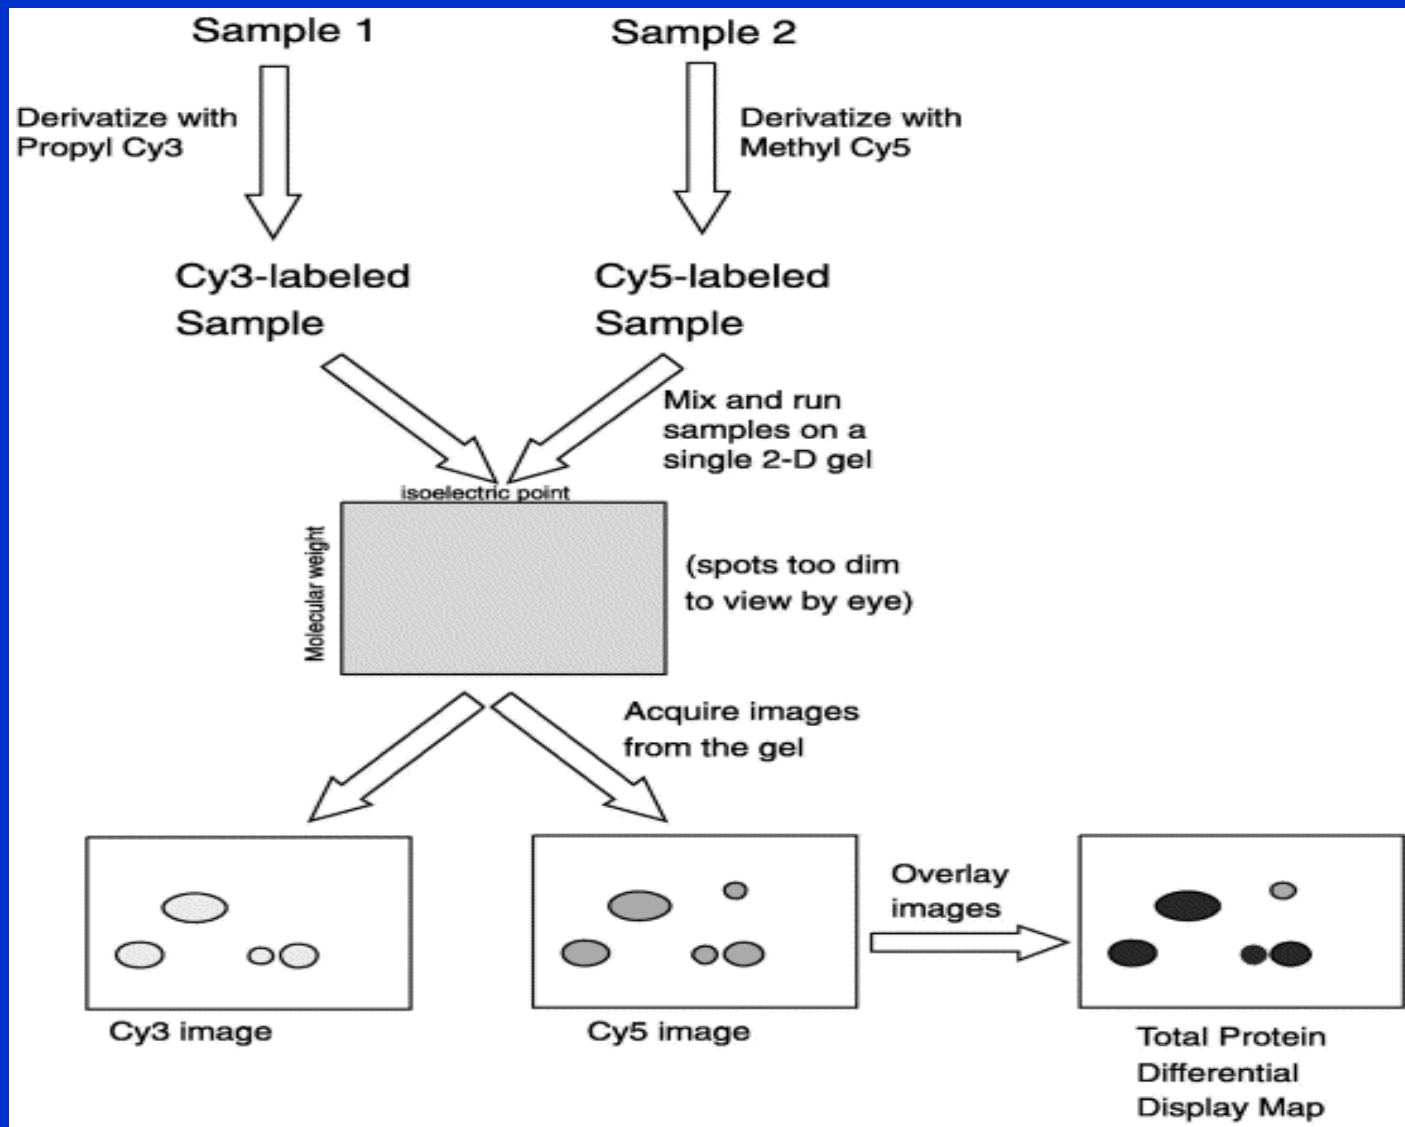 Sample 1
Sample 2
Derivatize with
Propyl Cy3
Derivatize with
Methyl Cy5
Cy3-labeled
Sample
Cy5-labeled
Sample
Mix and run
samples on a
single 2-D gel
isoelectric point
Molecular weight
(spots too dim
to view by eye)
Acquire images
from the gel
Overlay
images
Cy3 image
Cy5 image
Total Protein
Differential
Display Map